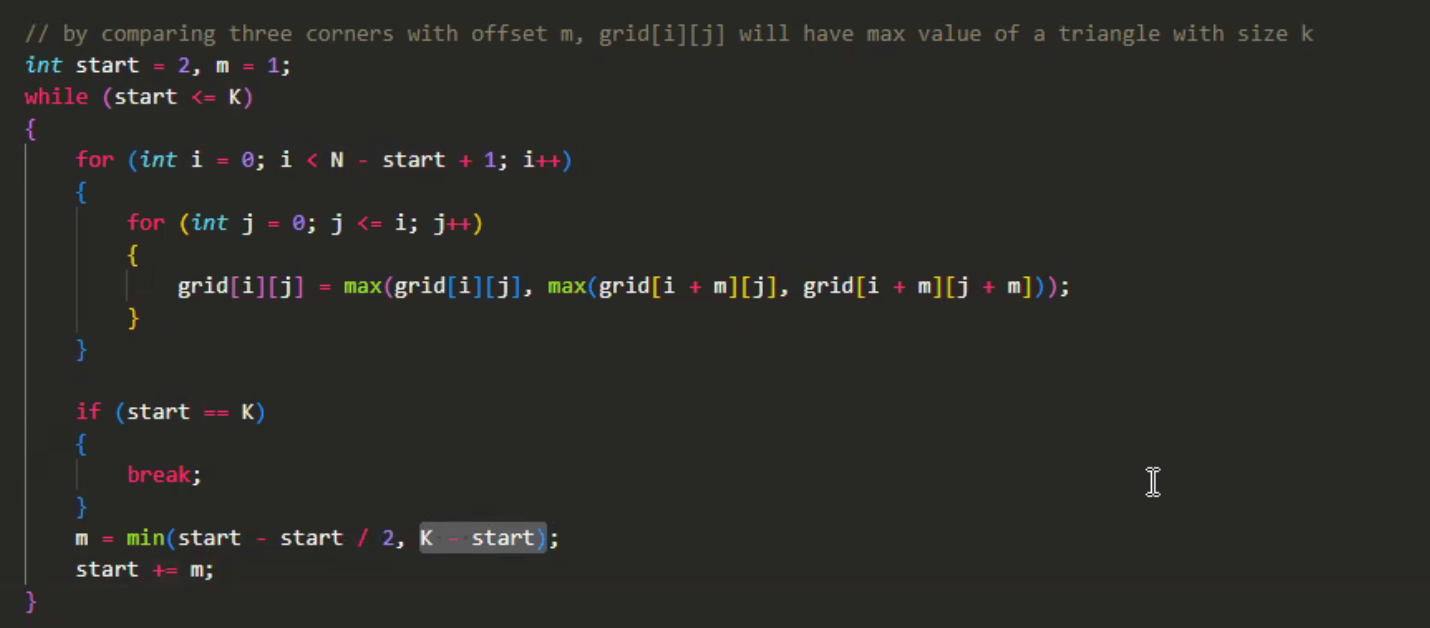 // by comparing three corners with offset m, grid[i][j] will have max value of a triangle with size k
int start = 2, m = 1;
while (start <= K)
{
    for (int i = 0; i < N - start + 1; i++)
    {
        for (int j = 0; j <= i; j++)
        {
            grid[i][j] = max(grid[i][j], max(grid[i + m][j], grid[i + m][j + m]));
        }
    }

    if (start == K)
    {
        break;
    }
    m = min(start - start / 2, K - start);
    start += m;
}